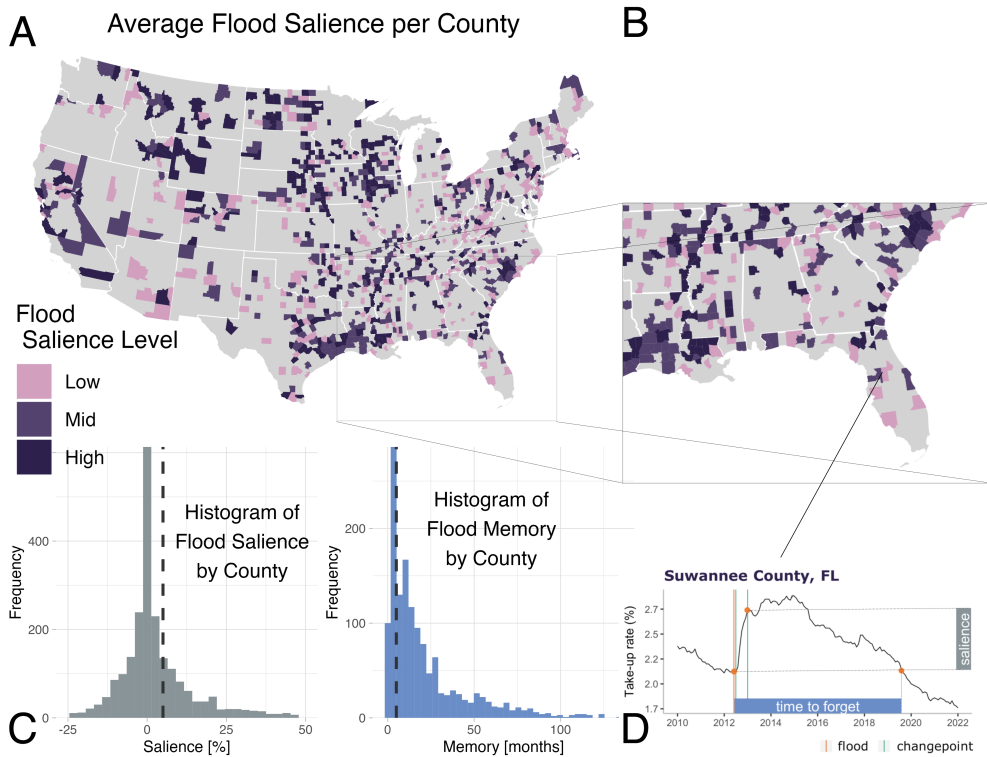 A
Average Flood Salience per County
B
Flood
Salience Level
Low
Mid
High
Histogram of
Flood Salience
by County
Frequency
400
200
0
-25
0
25
50
Salience [%]
C
Histogram of
Flood Memory
by County
Frequency
200
100
0
0
50
100
Memory [months]
Suwannee County, FL
Take-up rate (%)
2.7
2.5
2.2
2.0
1.7
salience
time to forget
2010
2012
2014
2016
2018
2020
2022
D
flood
changepoint